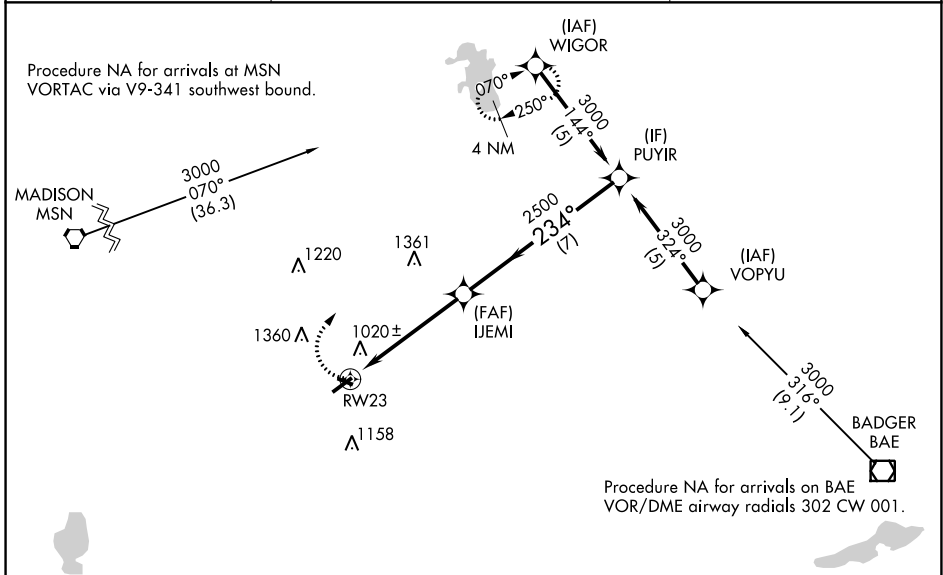 (IAF)
WIGOR
Procedure NA for arrivals at MSN
VORTAC via V9-341 southwest bound.
070°
250°
4 NM
3000
144°
(5)
(IF)
PUYIR
MADISON
MSN
3000
070°
(36.3)
2500
234°
(7)
3000
324°
(5)
(IAF)
VOPYU
1220
1361
(FAF)
IJEMI
1360
1020±
RW23
1158
3000
316°
(9.1)
BADGER
BAE
Procedure NA for arrivals on BAE
VOR/DME airway radials 302 CW 001.